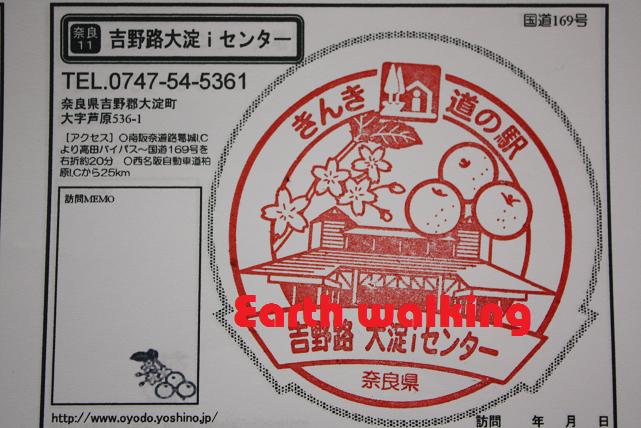 奈良
11
吉野路大淀 i センター
国道169号
TEL.0747-54-5361
奈良県吉野郡大淀町
大字芦原536-1
[アクセス] ○南阪奈道路葛城I,C
より高田バイパス〜国道169号を
右折約20分 ○西名阪自動車道柏
原I,Cから25km
訪問MEMO
きんき 道の駅
Earth walking
吉野路 大淀iセンター
奈良県
http://www.oyodo.yoshino.jp/
訪問 年 月 日